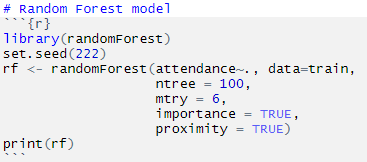 # Random Forest model
```{r}
library(randomForest)
set.seed(222)
rf <- randomForest(attendance~., data=train,
                   ntree = 100,
                   mtry = 6,
                   importance = TRUE,
                   proximity = TRUE)
print(rf)
```